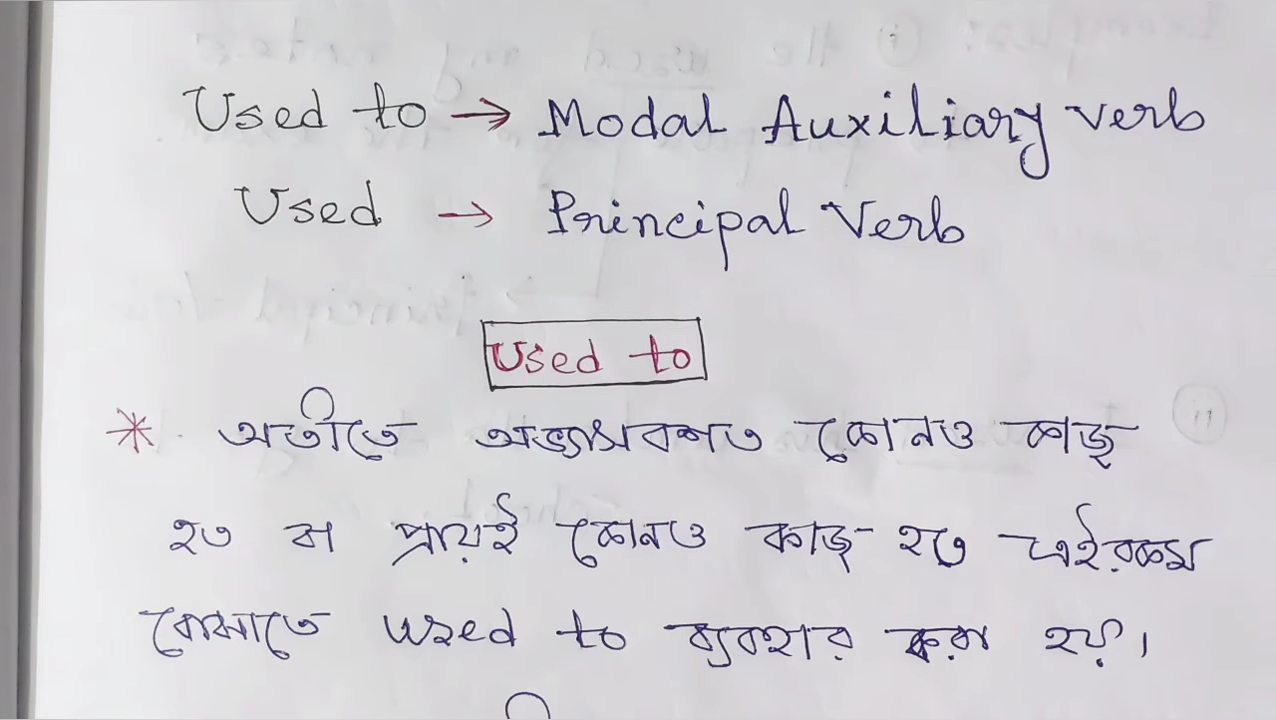 Used to → Modal Auxiliary verb
Used → Principal Verb
Used to
* অতীতে অভ্যাসবশত কোনও কাজ
হত বা প্রায়ই কোনও কাজ হত এইরকম
বোঝাতে used to ব্যবহার করা হয়।